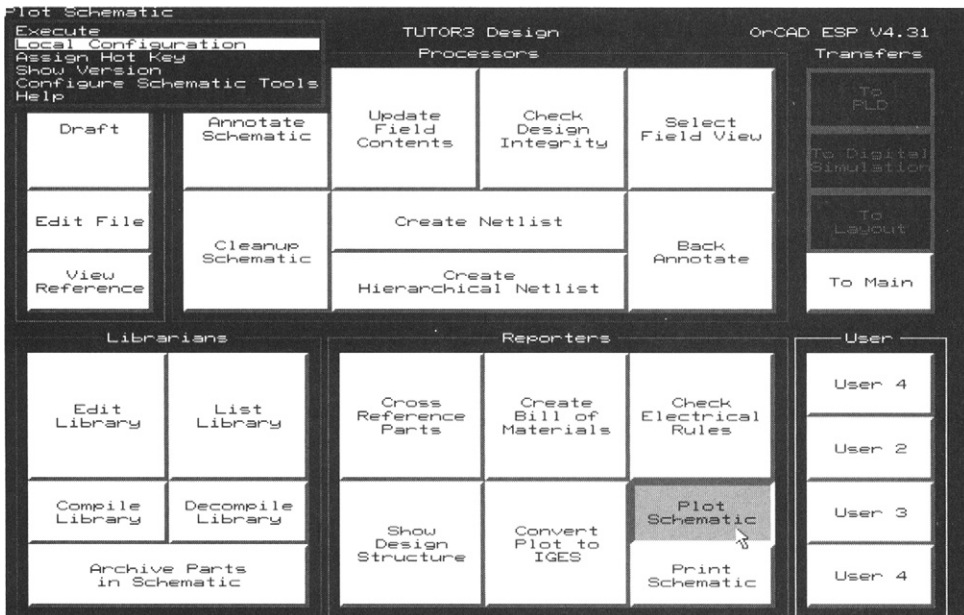 Plot Schematic
Execute
Local Configuration
Assign Hot Key
Show Version
Configure Schematic Tools
Help
TUTOR3 Design
OrCAD ESP V4.31
Processors
Transfers
Draft
Annotate
Schematic
Update
Field
Contents
Check
Design
Integrity
Select
Field View
To
PLD
To Digital
Simulation
Edit File
Create Netlist
To
Layout
Cleanup
Schematic
Back
Annotate
View
Reference
Create
Hierarchical Netlist
To Main
Librarians
Reporters
User
Edit
Library
List
Library
Cross
Reference
Parts
Create
Bill of
Materials
Check
Electrical
Rules
User 4
User 2
Compile
Library
Decompile
Library
Show
Design
Structure
Convert
Plot to
IGES
Plot
Schematic
User 3
Archive Parts
in Schematic
Print
Schematic
User 4